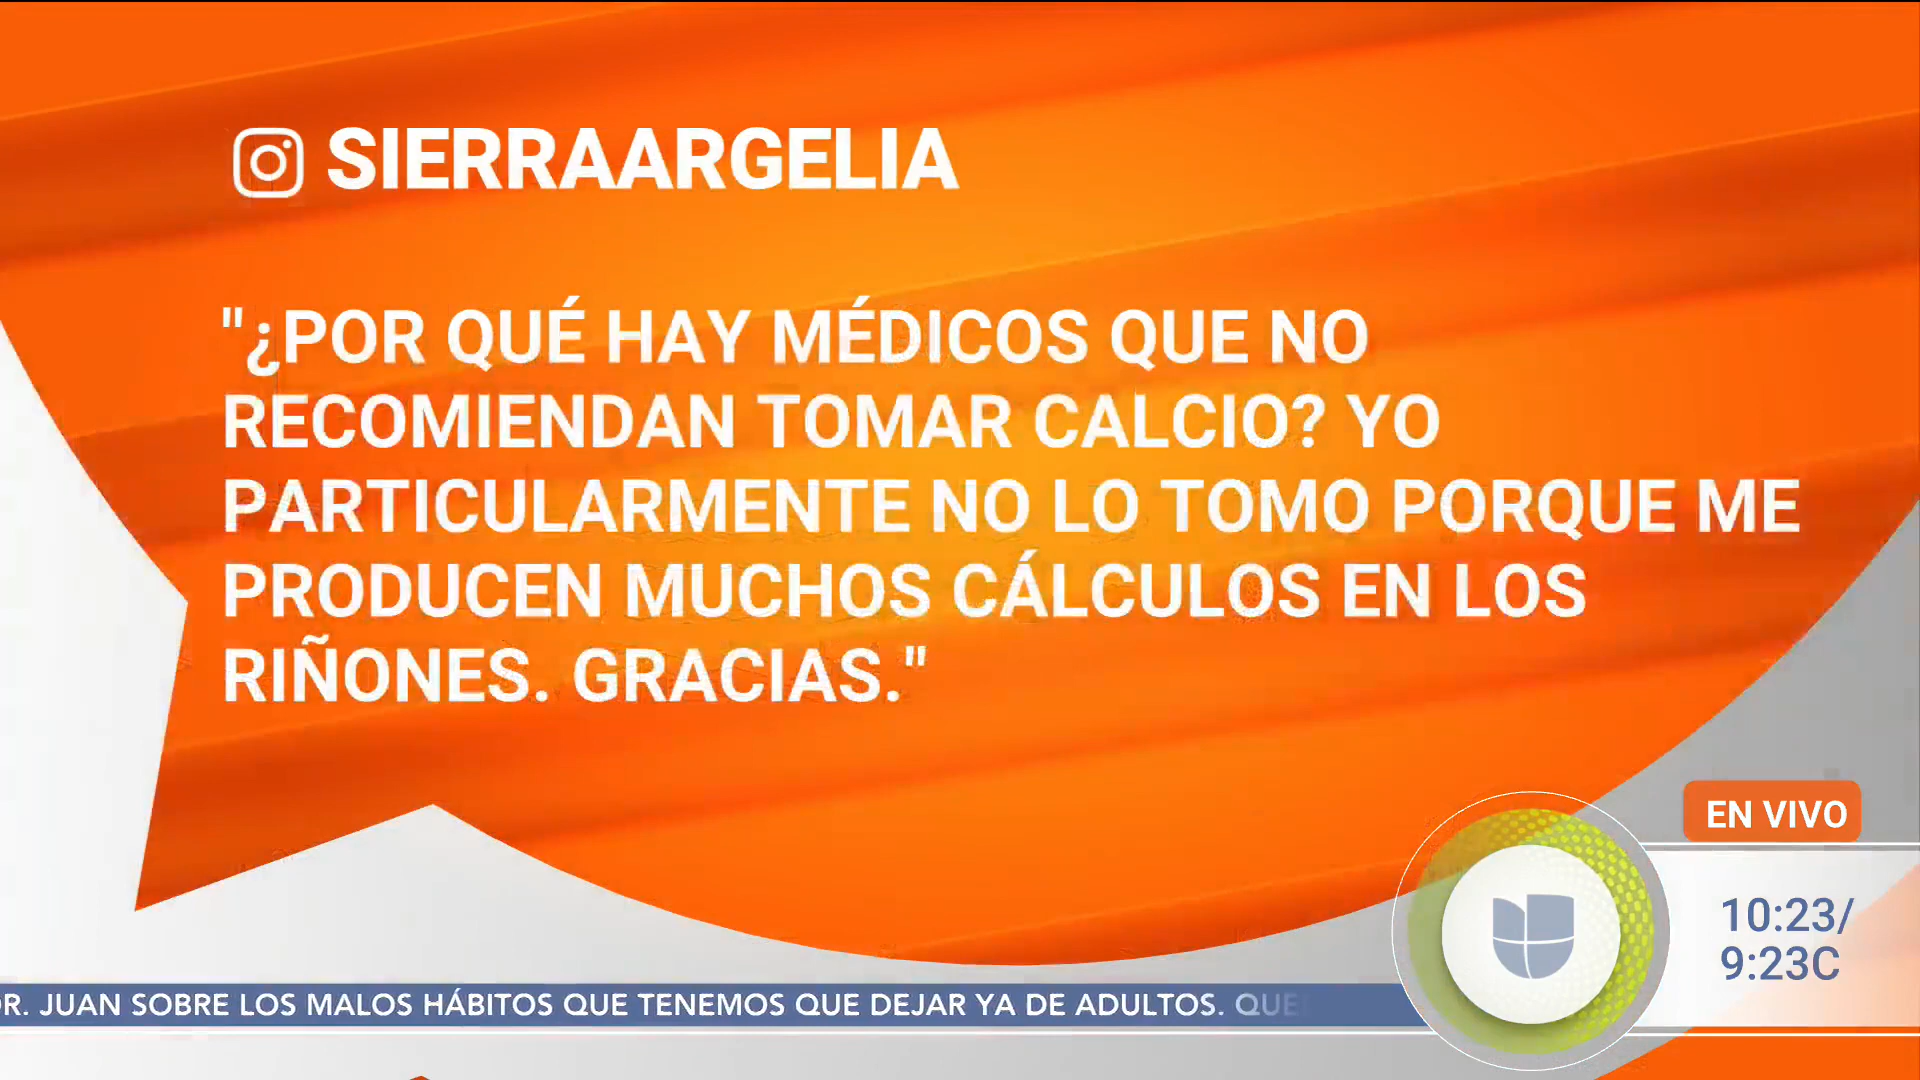 SIERRAARGELIA
"¿POR QUÉ HAY MÉDICOS QUE NO
RECOMIENDAN TOMAR CALCIO? YO
PARTICULARMENTE NO LO TOMO PORQUE ME
PRODUCEN MUCHOS CÁLCULOS EN LOS
RIÑONES. GRACIAS."
EN VIVO
10:23/
9:23C
DR. JUAN SOBRE LOS MALOS HÁBITOS QUE TENEMOS QUE DEJAR YA DE ADULTOS.